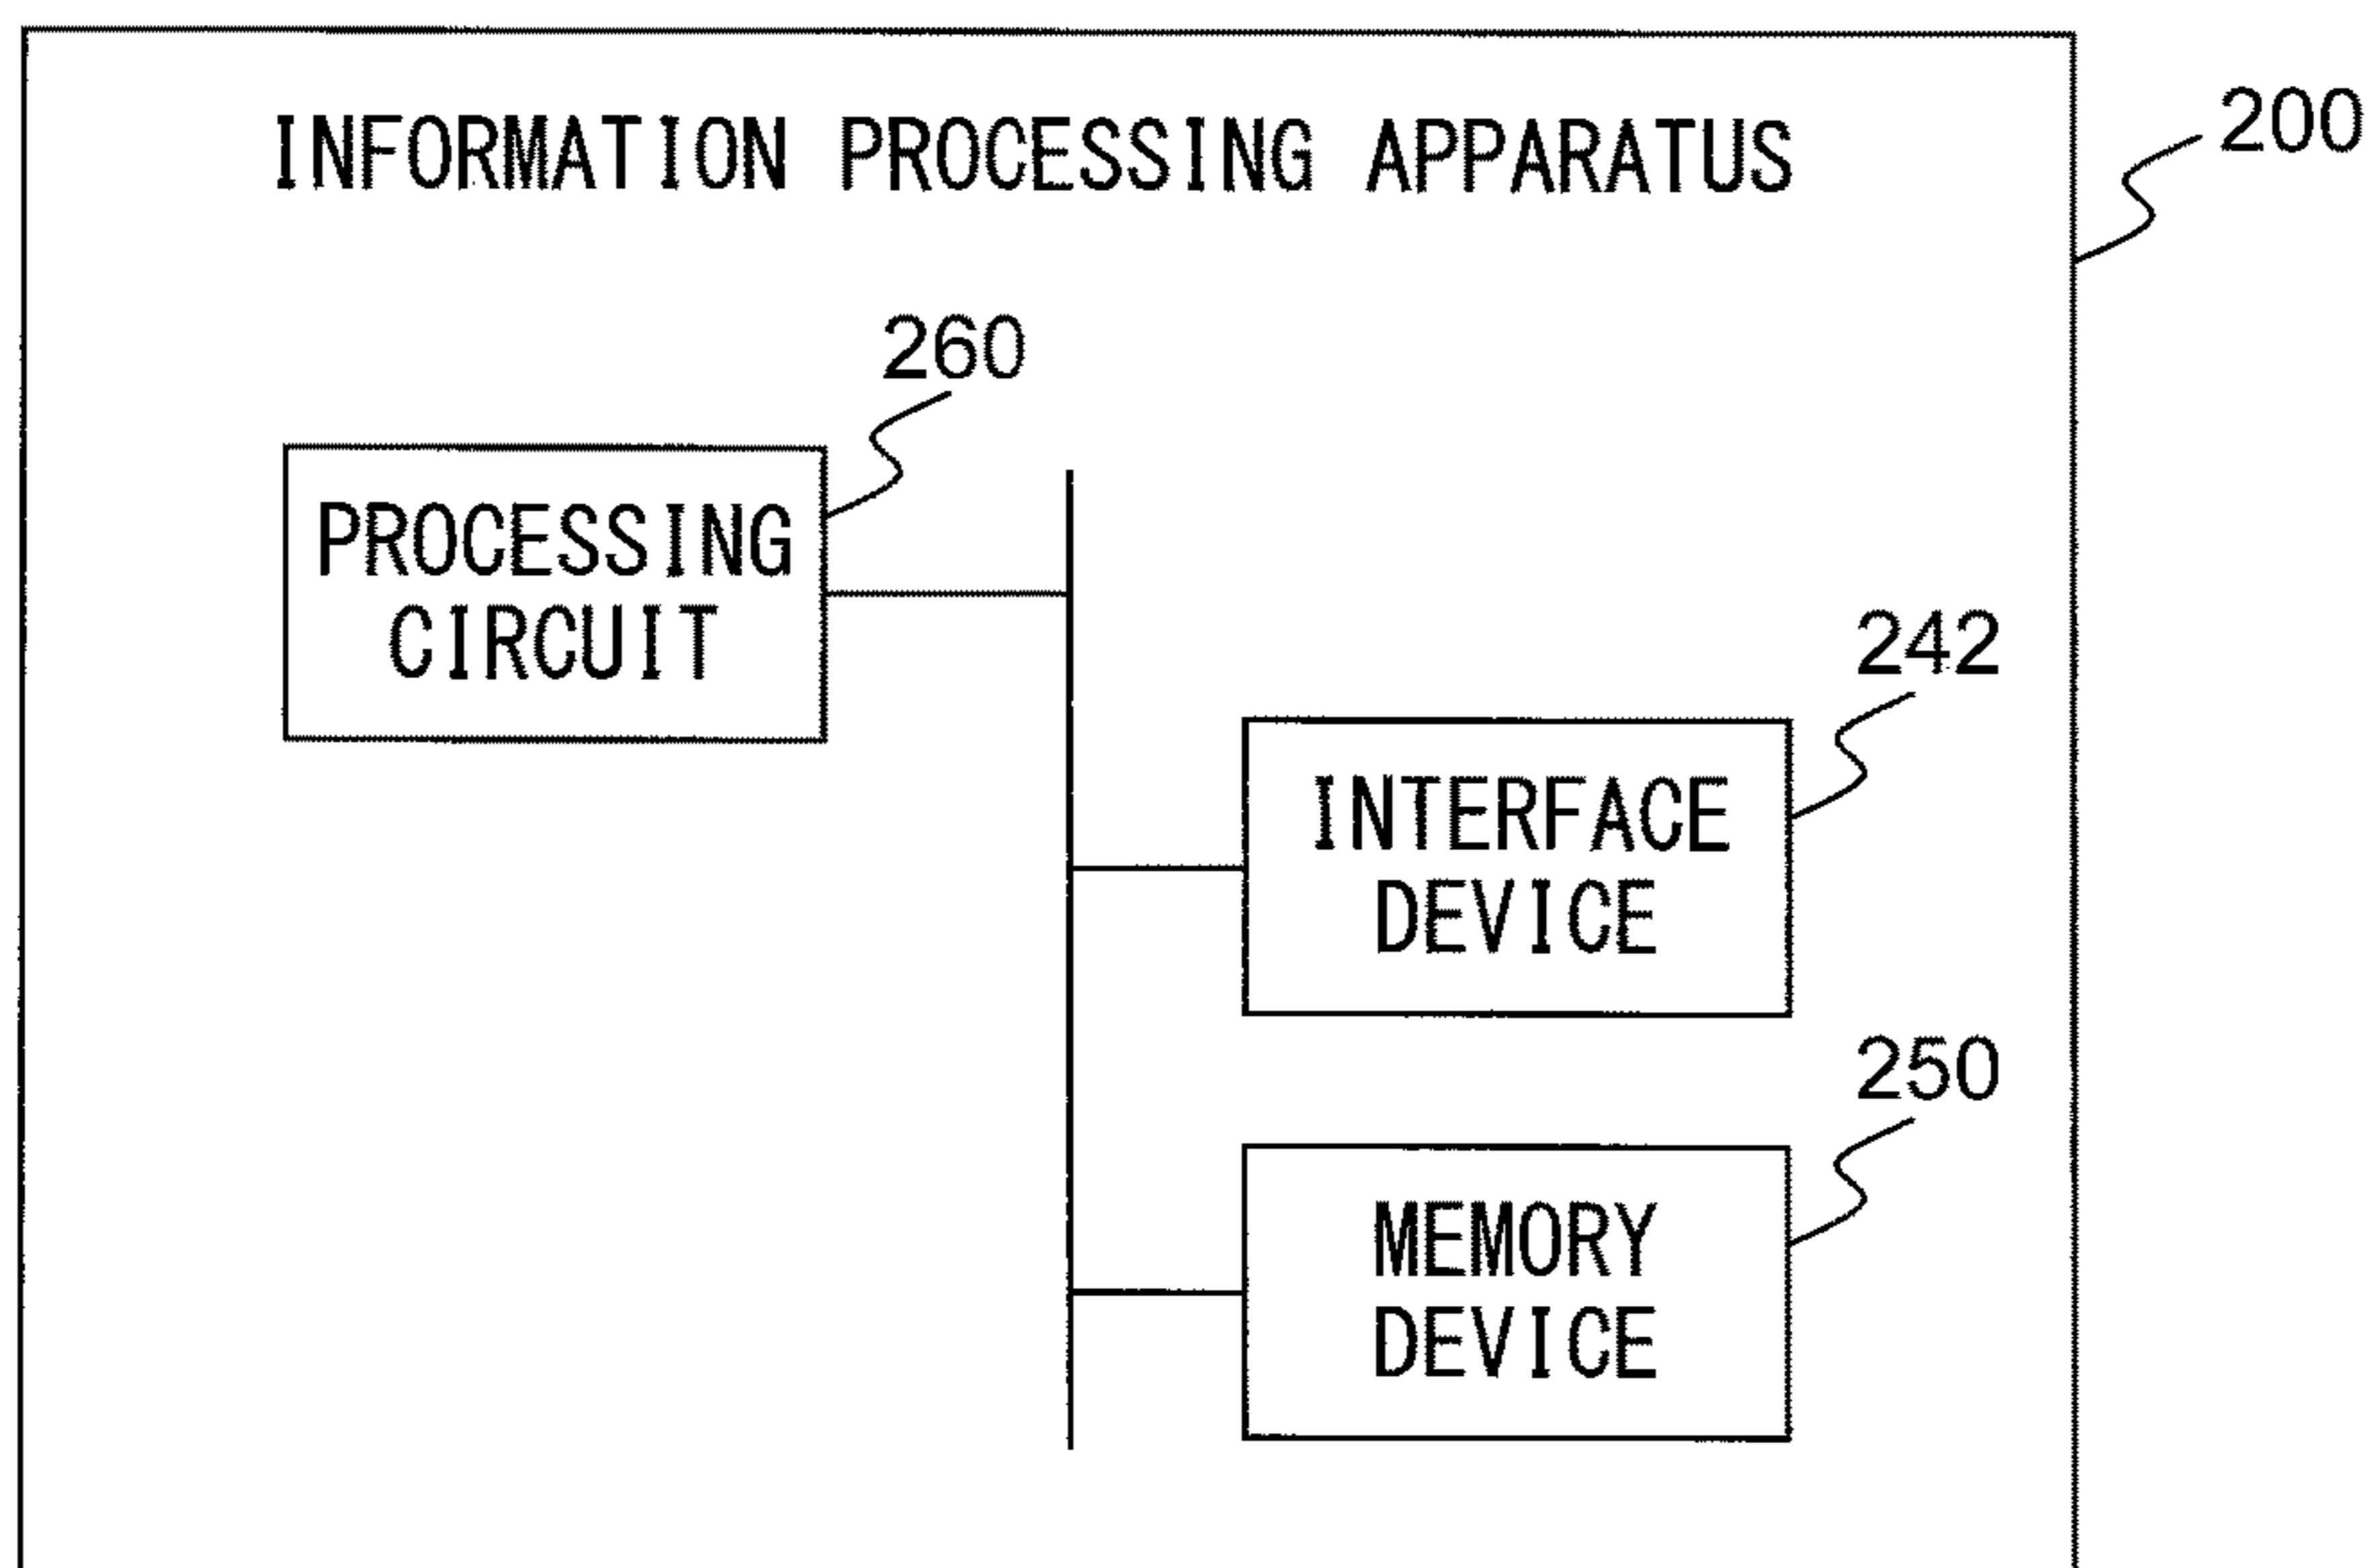 INFORMATION PROCESSING APPARATUS
200
260
PROCESSING
CIRCUIT
242
INTERFACE
DEVICE
250
MEMORY
DEVICE